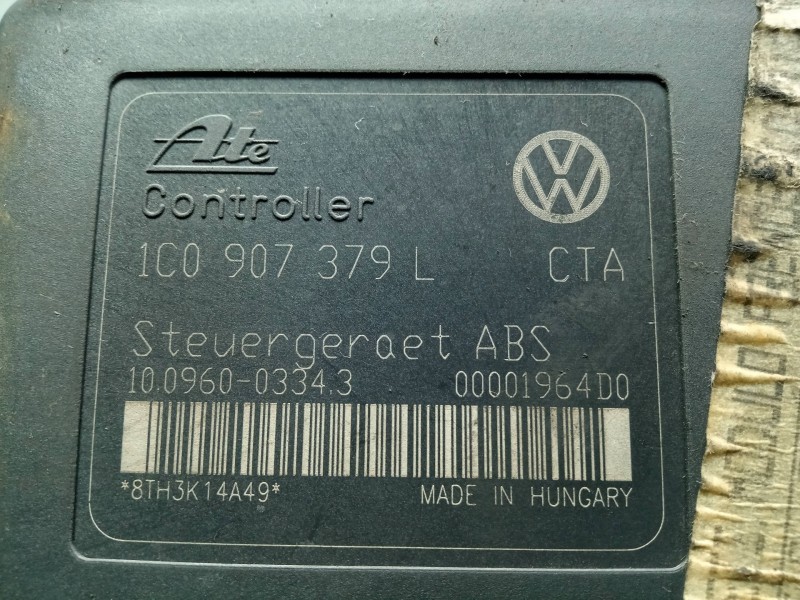 Ate
Controller
1C0 907 379 L CTA
Steuergeraet ABS
10.0960-0334.3 00001964D0
*8TH3K14A49* MADE IN HUNGARY